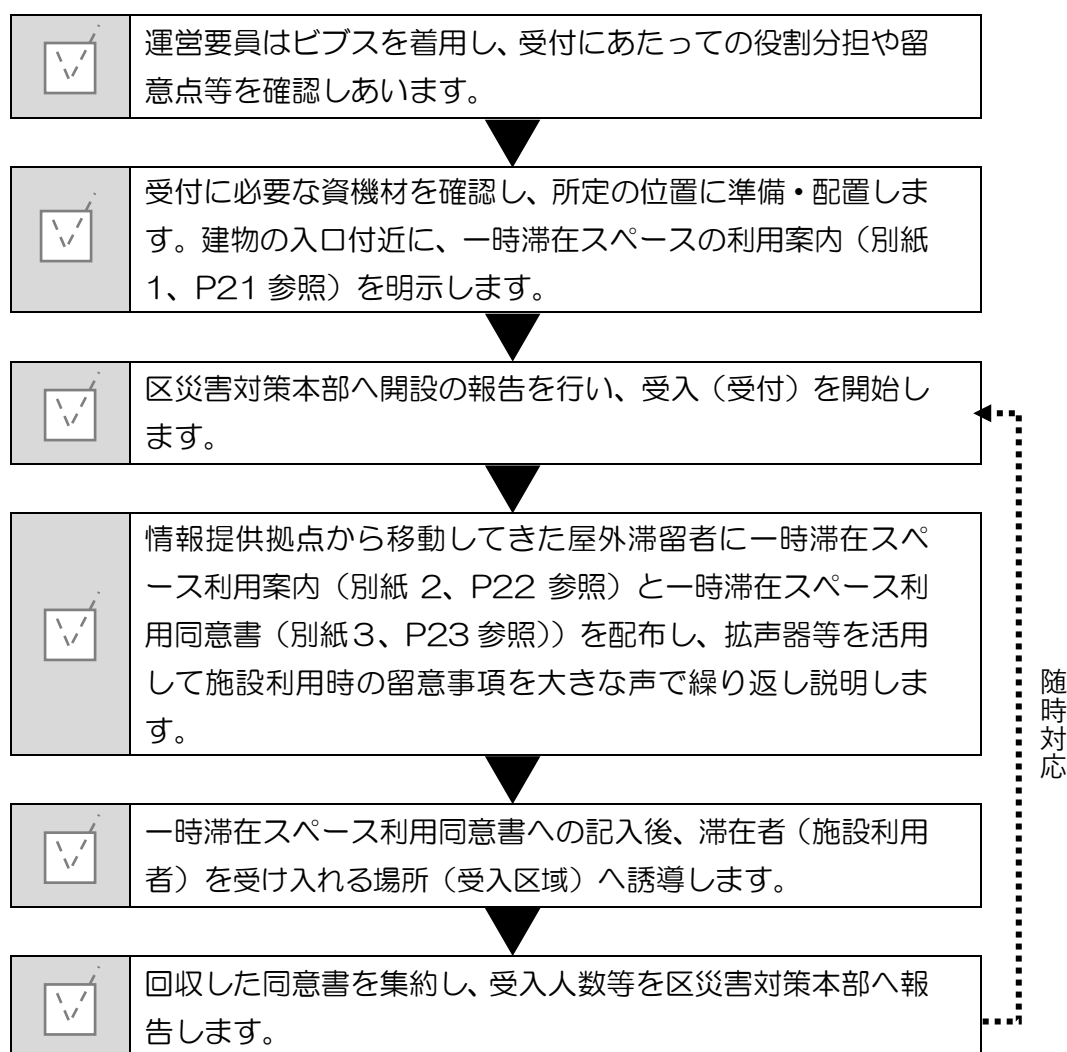 運営要員はビブスを着用し、受付にあたっての役割分担や留
意点等を確認しあいます。
受付に必要な資機材を確認し、所定の位置に準備・配置しま
す。建物の入口付近に、一時滞在スペースの利用案内（別紙
1、P21 参照）を明示します。
区災害対策本部へ開設の報告を行い、受入（受付）を開始し
ます。
情報提供拠点から移動してきた屋外滞留者に一時滞在スペ
ース利用案内（別紙 2、P22 参照）と一時滞在スペース利
用同意書（別紙３、P23 参照））を配布し、拡声器等を活用
して施設利用時の留意事項を大きな声で繰り返し説明しま
す。
一時滞在スペース利用同意書への記入後、滞在者（施設利用
者）を受け入れる場所（受入区域）へ誘導します。
回収した同意書を集約し、受入人数等を区災害対策本部へ報
告します。
随時対応